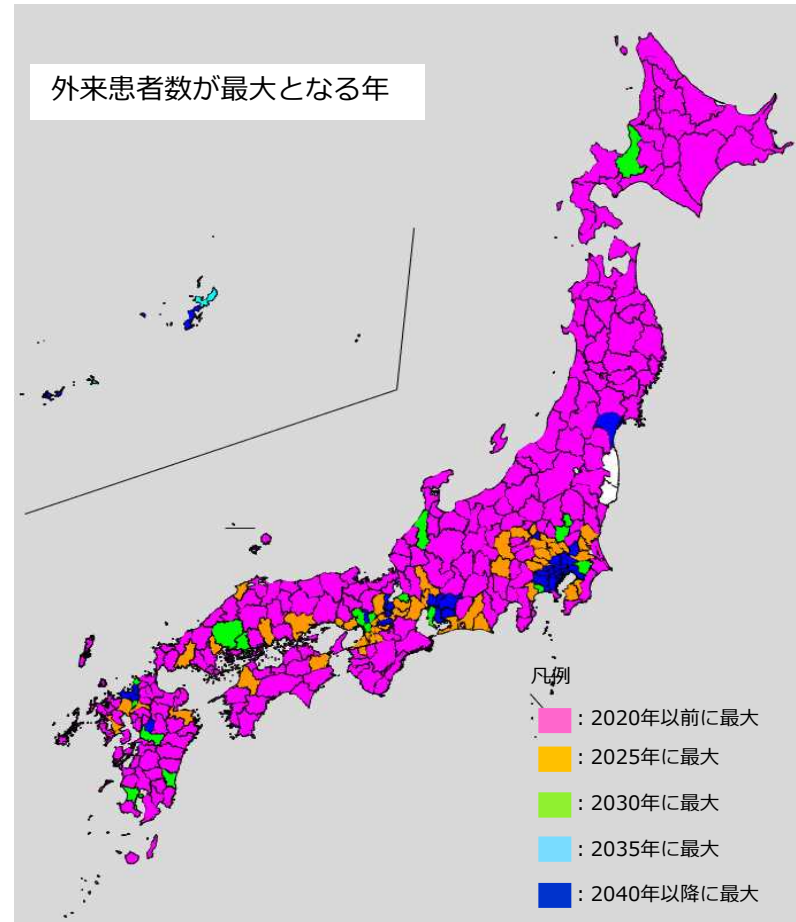 外来患者数が最大となる年
凡例
：2020年以前に最大
：2025年に最大
：2030年に最大
：2035年に最大
：2040年以降に最大